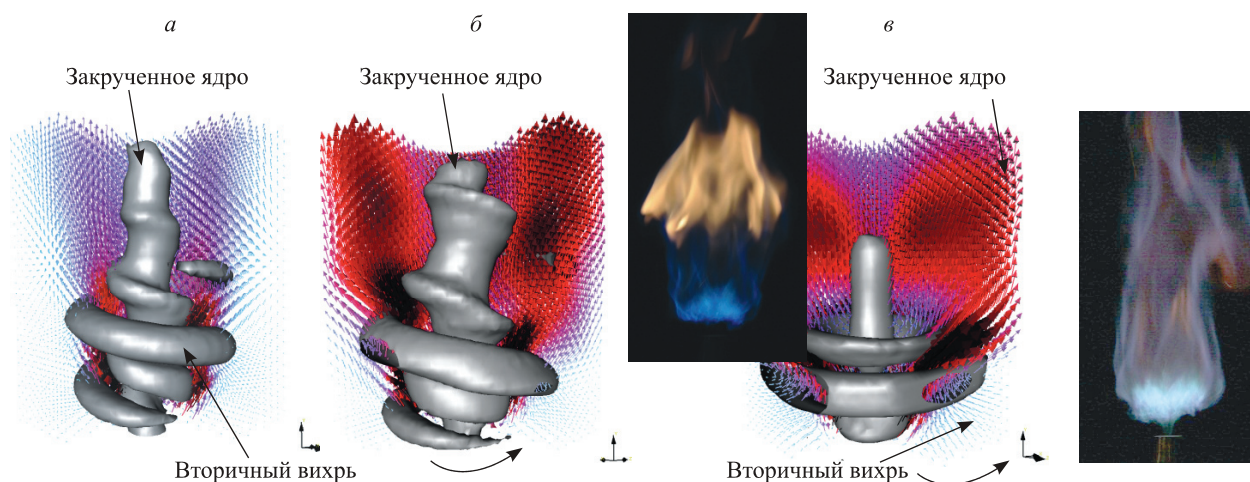 а
б
в
Закрученное ядро
Закрученное ядро
Закрученное ядро
Вторичный вихрь
Вторичный вихрь